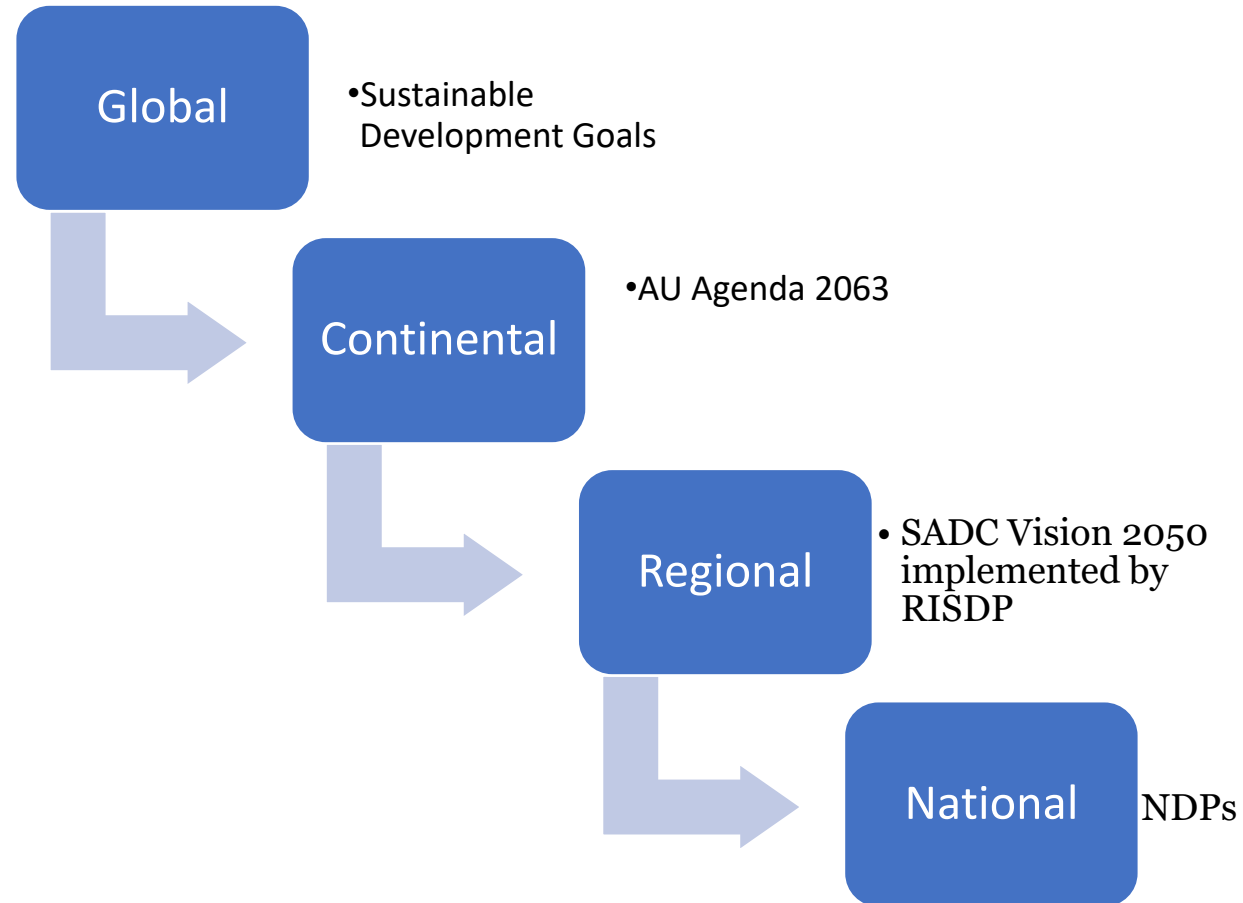 Global
•Sustainable
Development Goals
Continental
•AU Agenda 2063
Regional
• SADC Vision 2050
implemented by
RISDP
National
NDPs